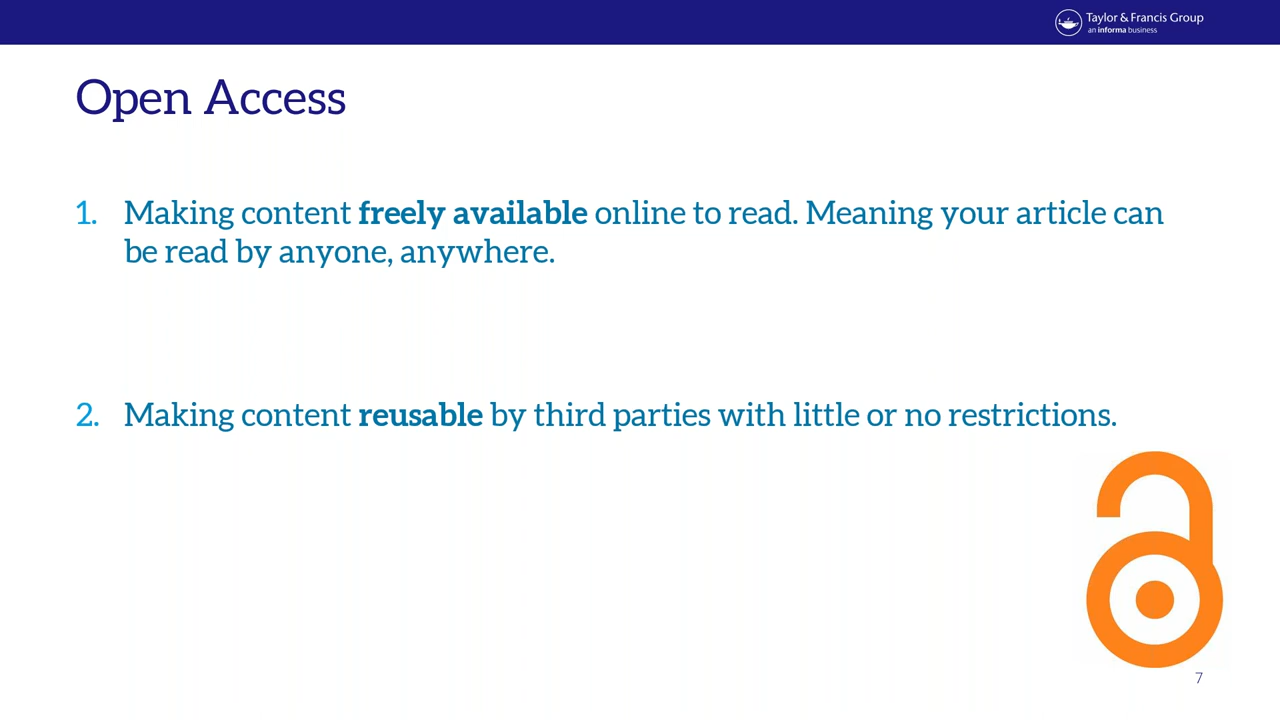 Taylor & Francis Group
an informa business
Open Access
1. Making content freely available online to read. Meaning your article can
be read by anyone, anywhere.
2. Making content reusable by third parties with little or no restrictions.
7